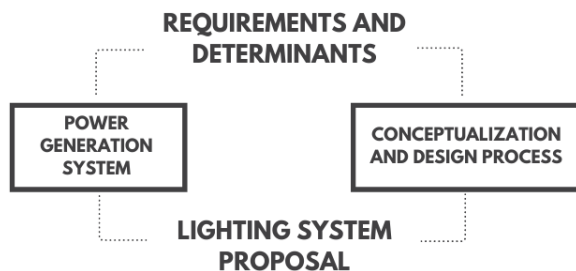 REQUIREMENTS AND
DETERMINANTS
POWER
GENERATION
SYSTEM
CONCEPTUALIZATION
AND DESIGN PROCESS
LIGHTING SYSTEM
PROPOSAL